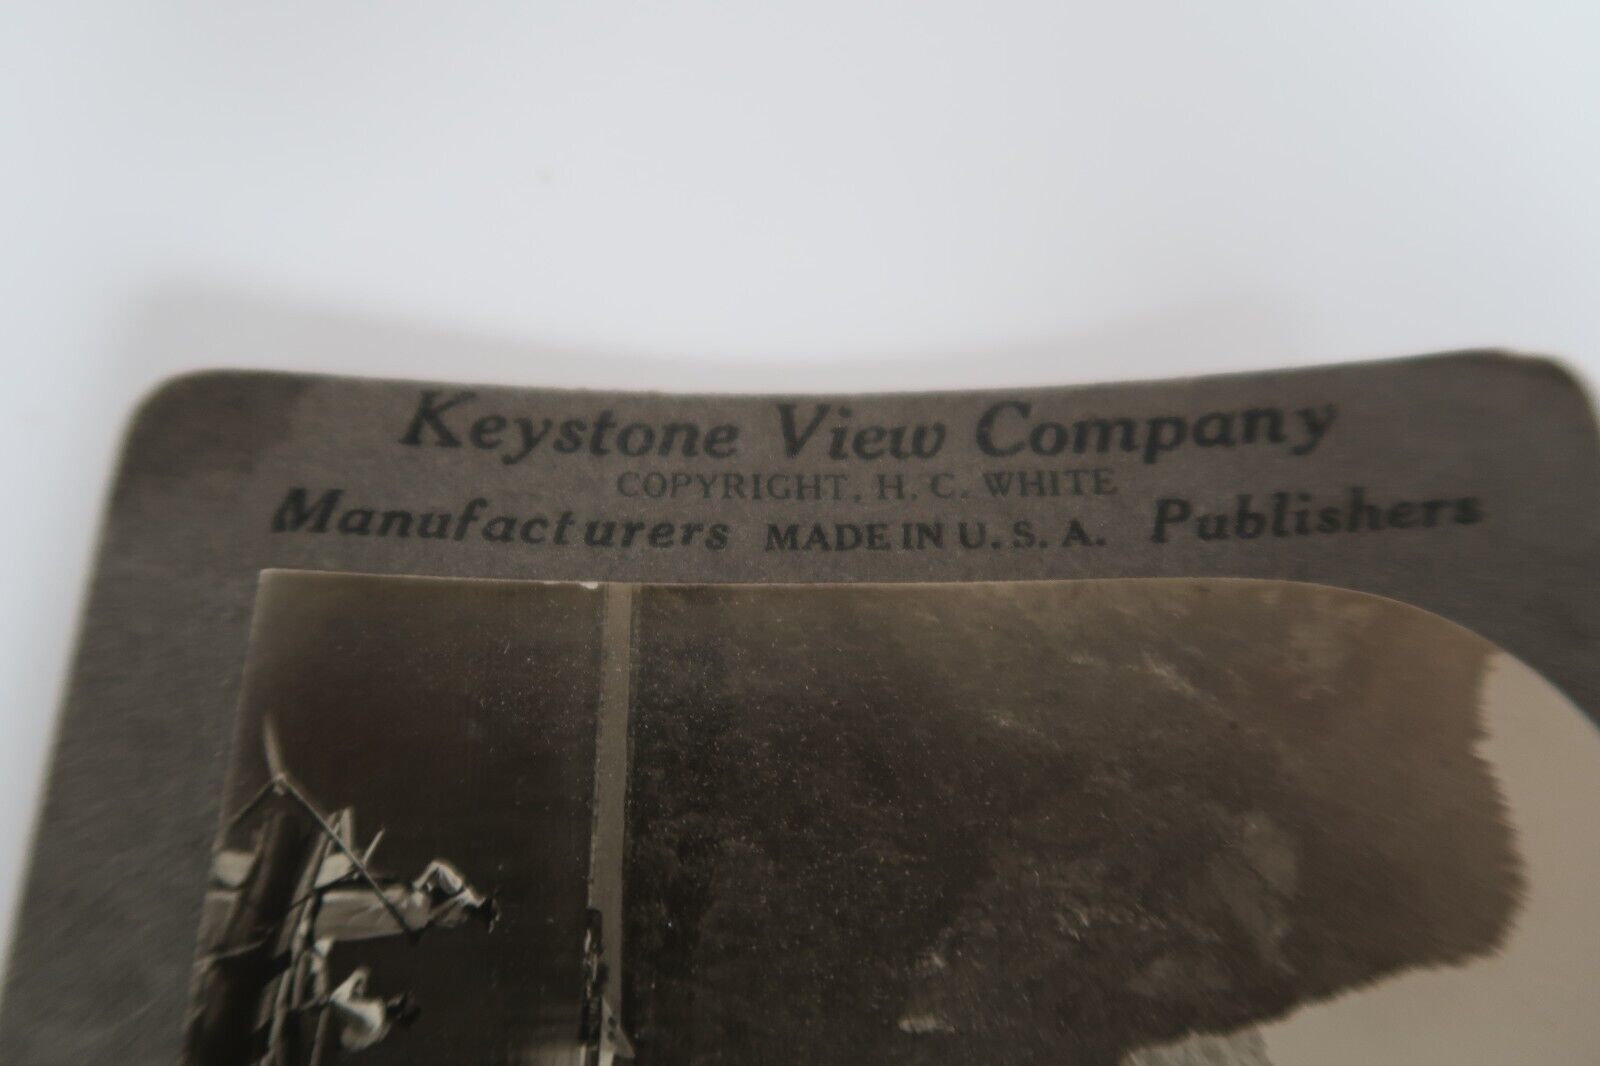 Keystone View Company
COPYRIGHT, H. C. WHITE
Manufacturers MADE IN U. S. A. Publishers